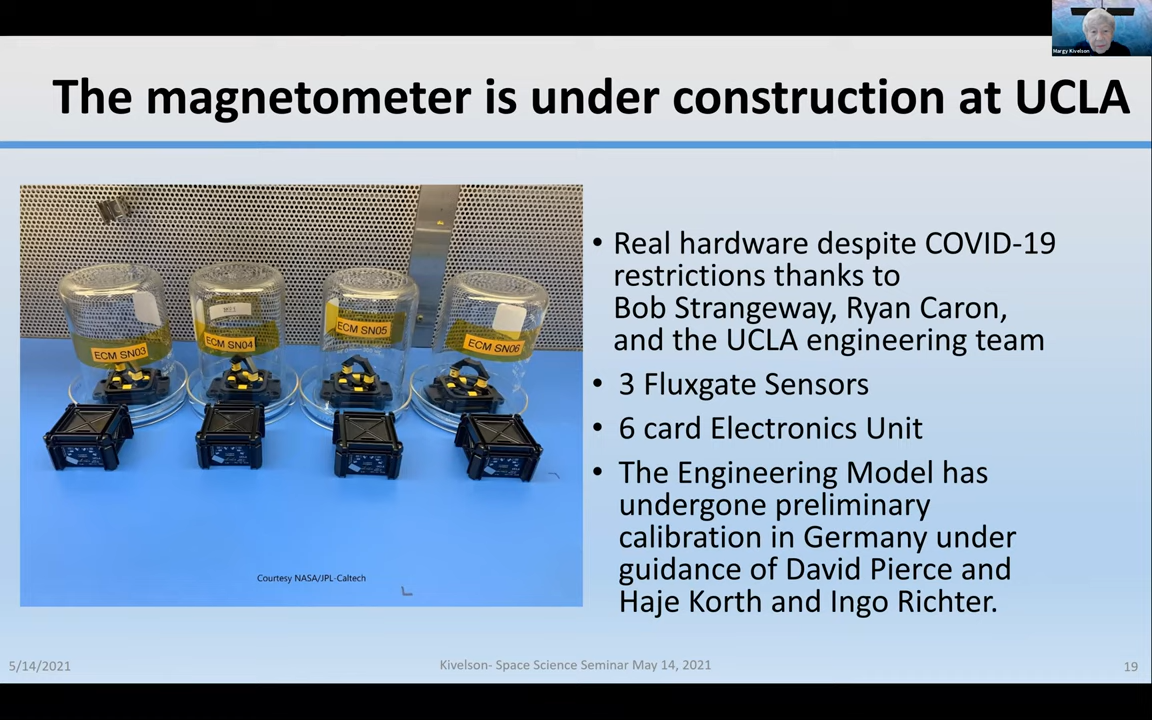 Margy Kivelson
The magnetometer is under construction at UCLA
ECM SN03
ECM SN04
ECM SN05
ECM SN06
Courtesy NASA/JPL-Caltech
• Real hardware despite COVID-19
restrictions thanks to
Bob Strangeway, Ryan Caron,
and the UCLA engineering team
• 3 Fluxgate Sensors
• 6 card Electronics Unit
• The Engineering Model has
undergone preliminary
calibration in Germany under
guidance of David Pierce and
Haje Korth and Ingo Richter.
5/14/2021
Kivelson- Space Science Seminar May 14, 2021
19